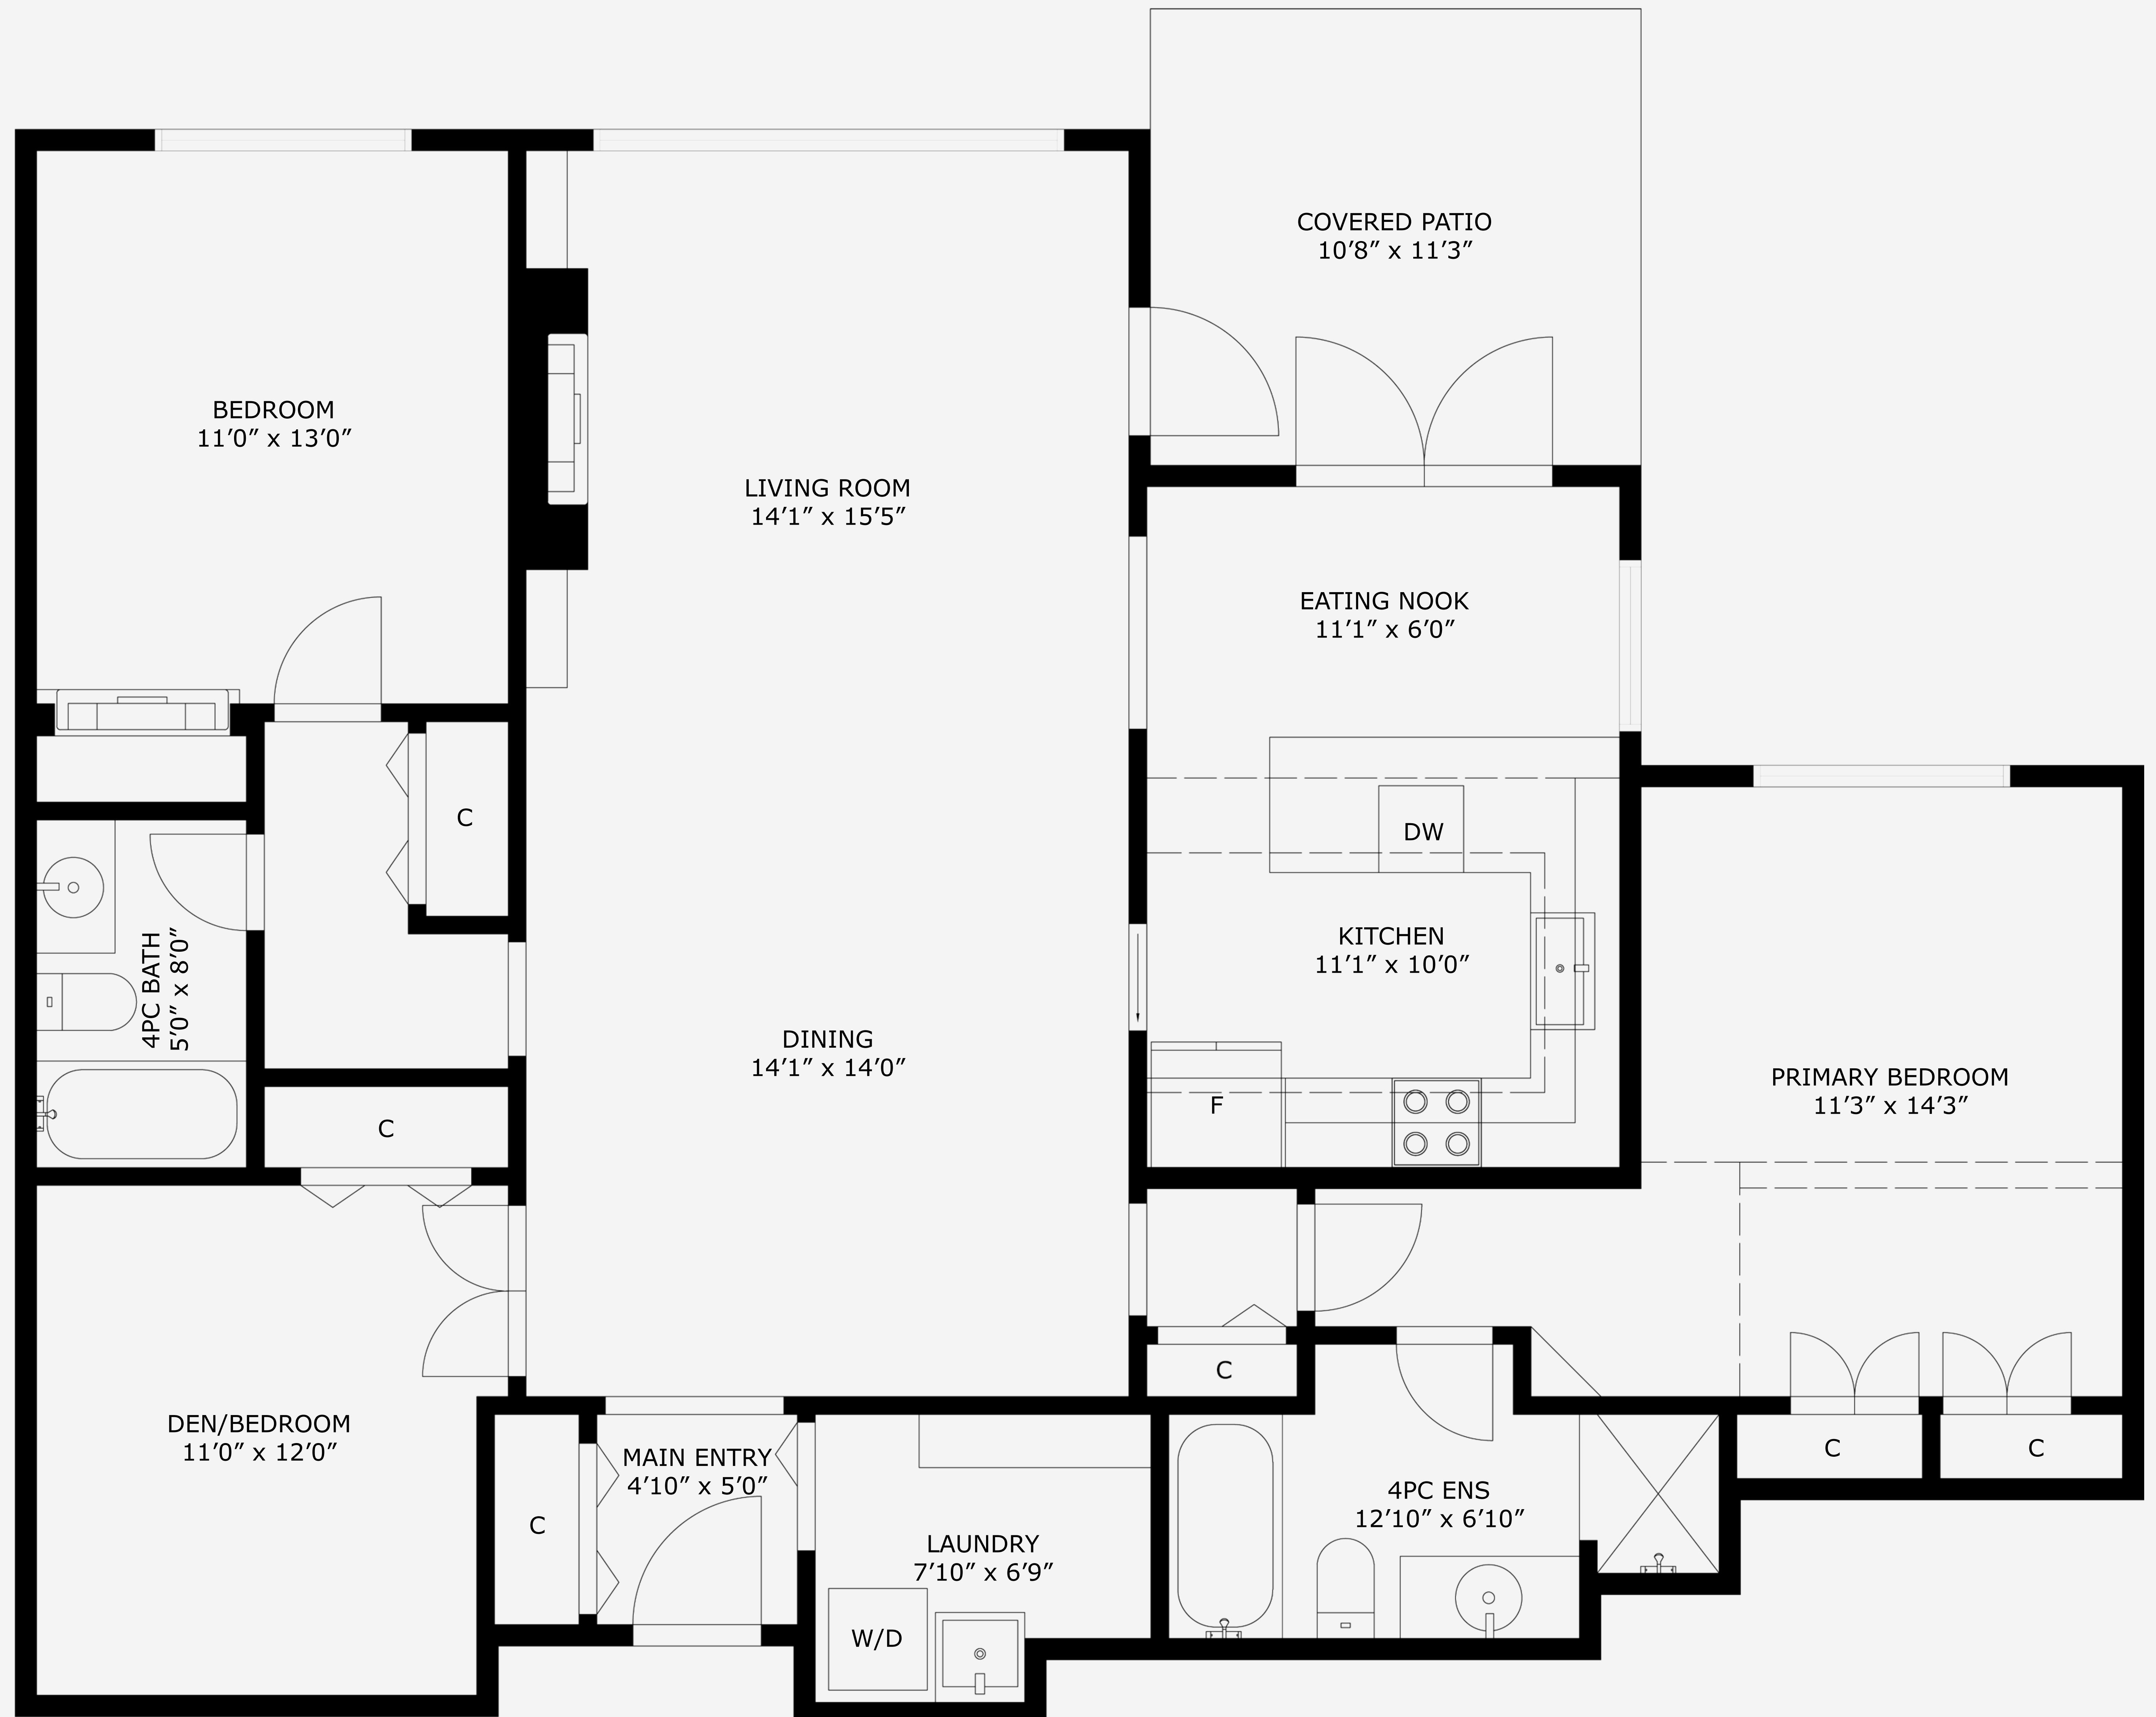 COVERED PATIO
10′8″ x 11′3″
BEDROOM
11′0″ x 13′0″
LIVING ROOM
14′1″ x 15′5″
EATING NOOK
11′1″ x 6′0″
C
DW
4PC BATH
5′0″ x 8′0″
KITCHEN
11′1″ x 10′0″
DINING
14′1″ x 14′0″
PRIMARY BEDROOM
11′3″ x 14′3″
F
C
C
DEN/BEDROOM
11′0″ x 12′0″
MAIN ENTRY
4′10″ x 5′0″
C
C
C
4PC ENS
12′10″ x 6′10″
LAUNDRY
7′10″ x 6′9″
W/D